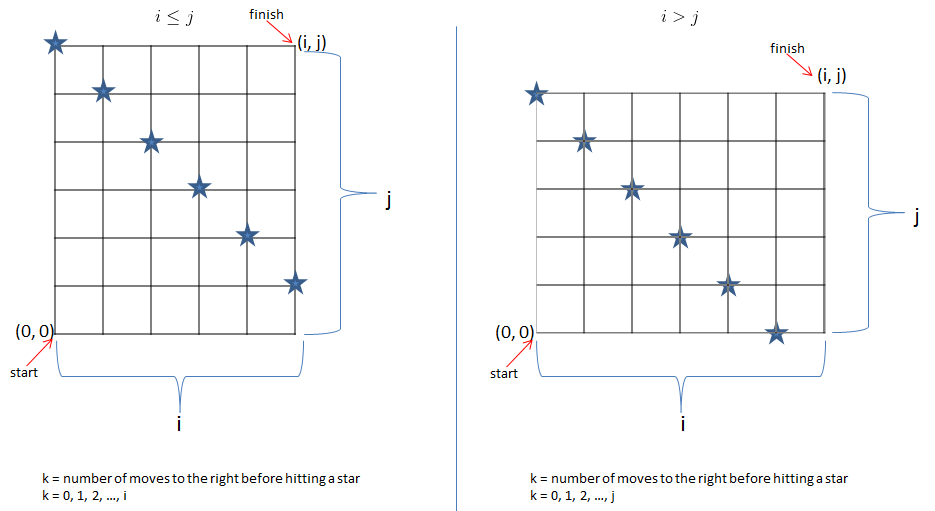 i ≤ j
finish
(i, j)
j
(0, 0)
start
i
k = number of moves to the right before hitting a star
k = 0, 1, 2, ..., i
i > j
finish
(i, j)
j
(0, 0)
start
i
k = number of moves to the right before hitting a star
k = 0, 1, 2, ..., j